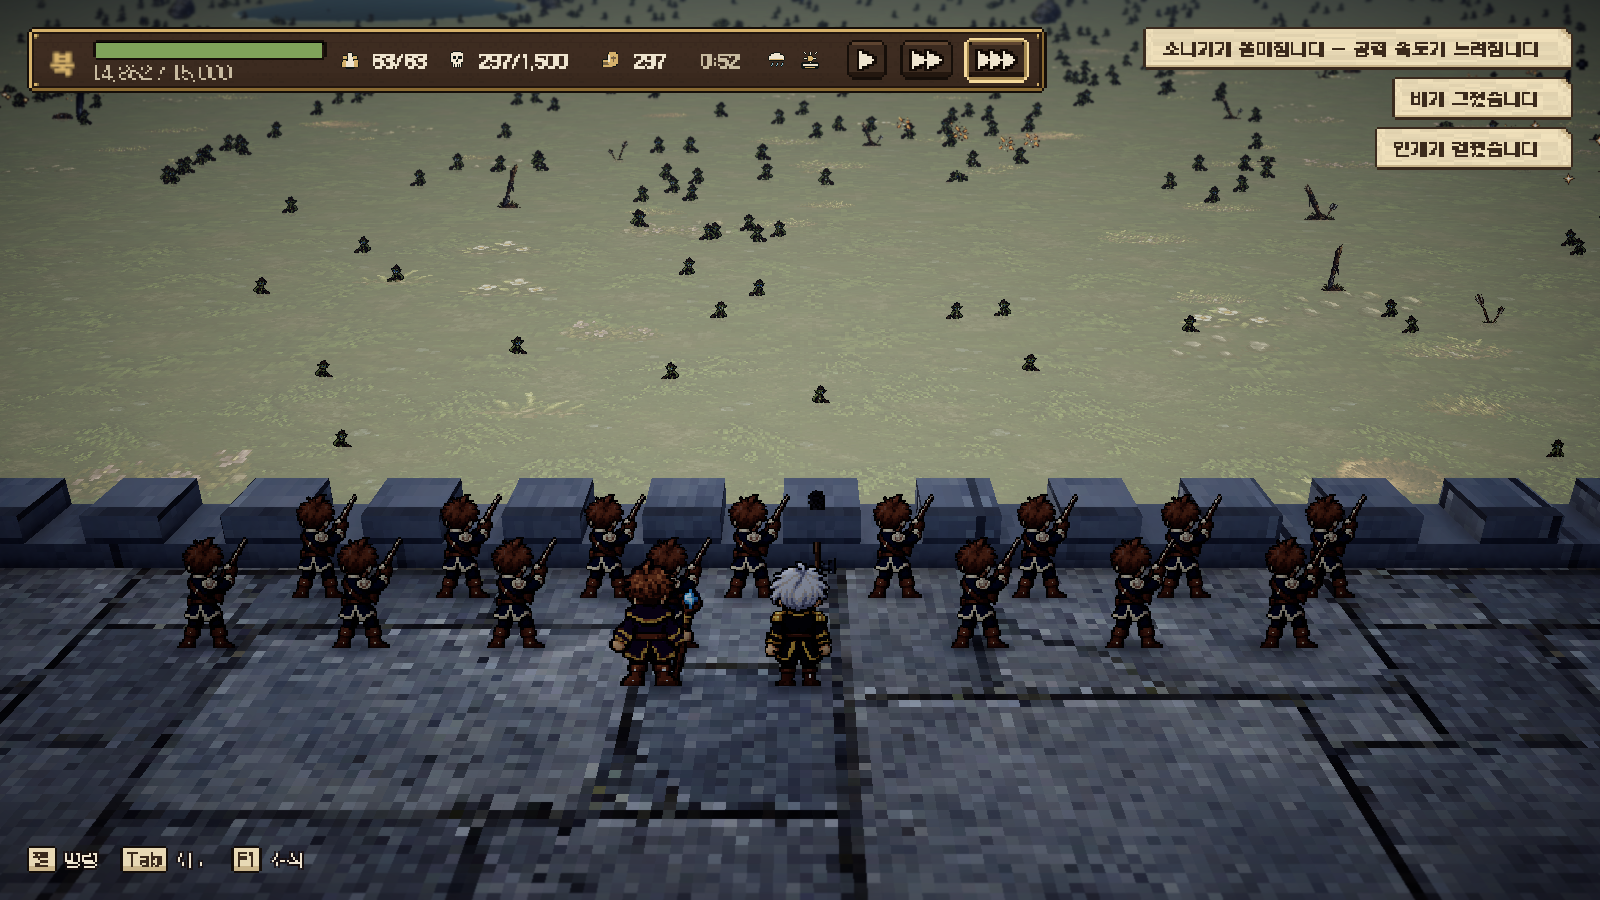 북 14,862 / 15,000 63/63 297/1,500 297 0:52
소나기가 쏟아집니다 - 공격 속도가 느려집니다
비가 그쳤습니다
안개가 걷혔습니다
Tab
F1